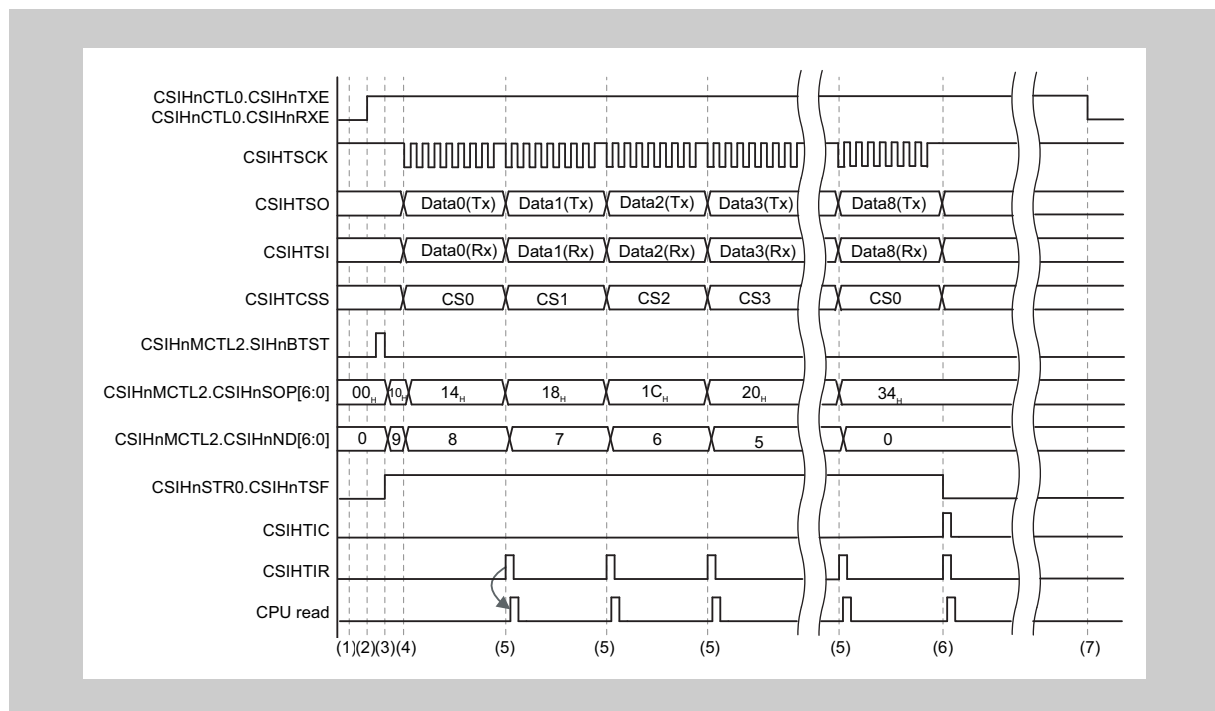 CSIHnCTL0.CSIHnTXE
CSIHnCTL0.CSIHnRXE
CSIHTSCK
CSIHTSO Data0(Tx) Data1(Tx) Data2(Tx) Data3(Tx) Data8(Tx)
CSIHTSI Data0(Rx) Data1(Rx) Data2(Rx) Data3(Rx) Data8(Rx)
CSIHTCSS CS0 CS1 CS2 CS3 CS0
CSIHnMCTL2.SIHnBTST
CSIHnMCTL2.CSIHnSOP[6:0] 00H 10H 14H 18H 1CH 20H 34H
CSIHnMCTL2.CSIHnND[6:0] 0 9 8 7 6 5 0
CSIHnSTR0.CSIHnTSF
CSIHTIC
CSIHTIR
CPU read
(1)(2)(3)(4) (5) (5) (5) (5) (6) (7)